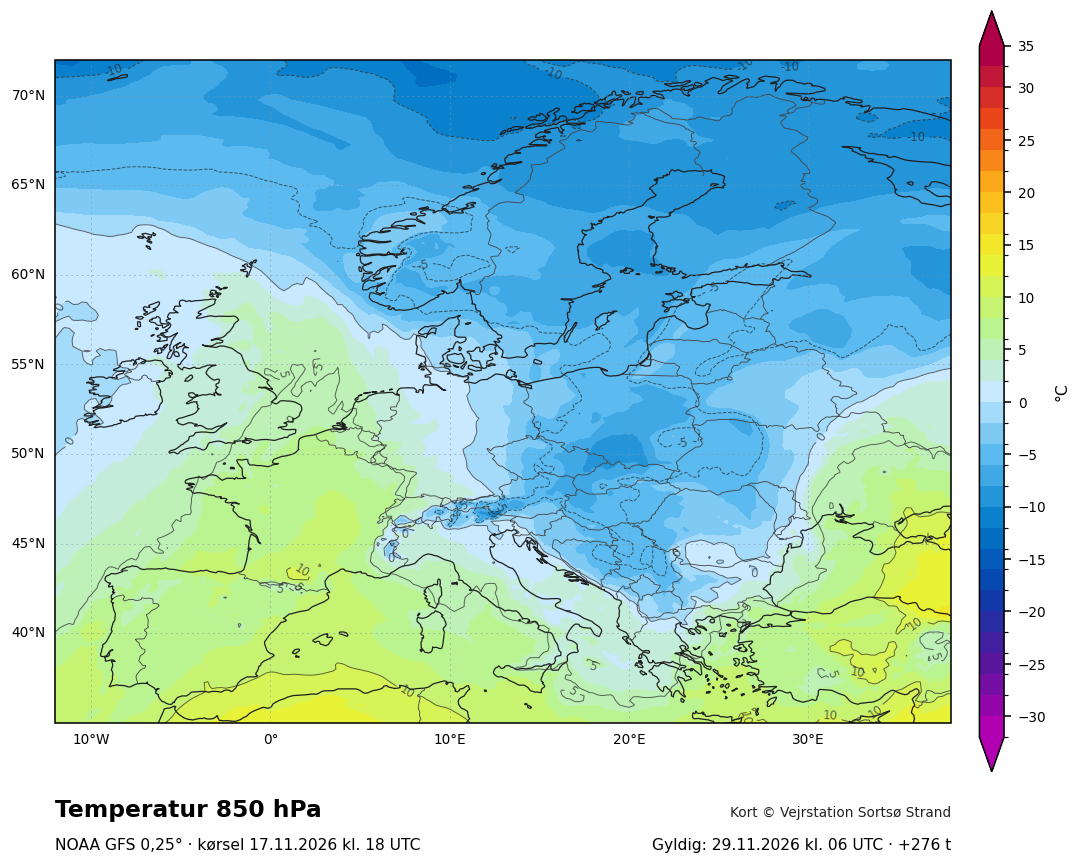 70°N
65°N
60°N
55°N
50°N
45°N
40°N
10°W
0°
10°E
20°E
30°E
35
30
25
20
15
10
5
0
−5
−10
−15
−20
−25
−30
°C
Temperatur 850 hPa
Kort © Vejrstation Sortsø Strand
NOAA GFS 0,25° · kørsel 17.11.2026 kl. 18 UTC
Gyldig: 29.11.2026 kl. 06 UTC · +276 t